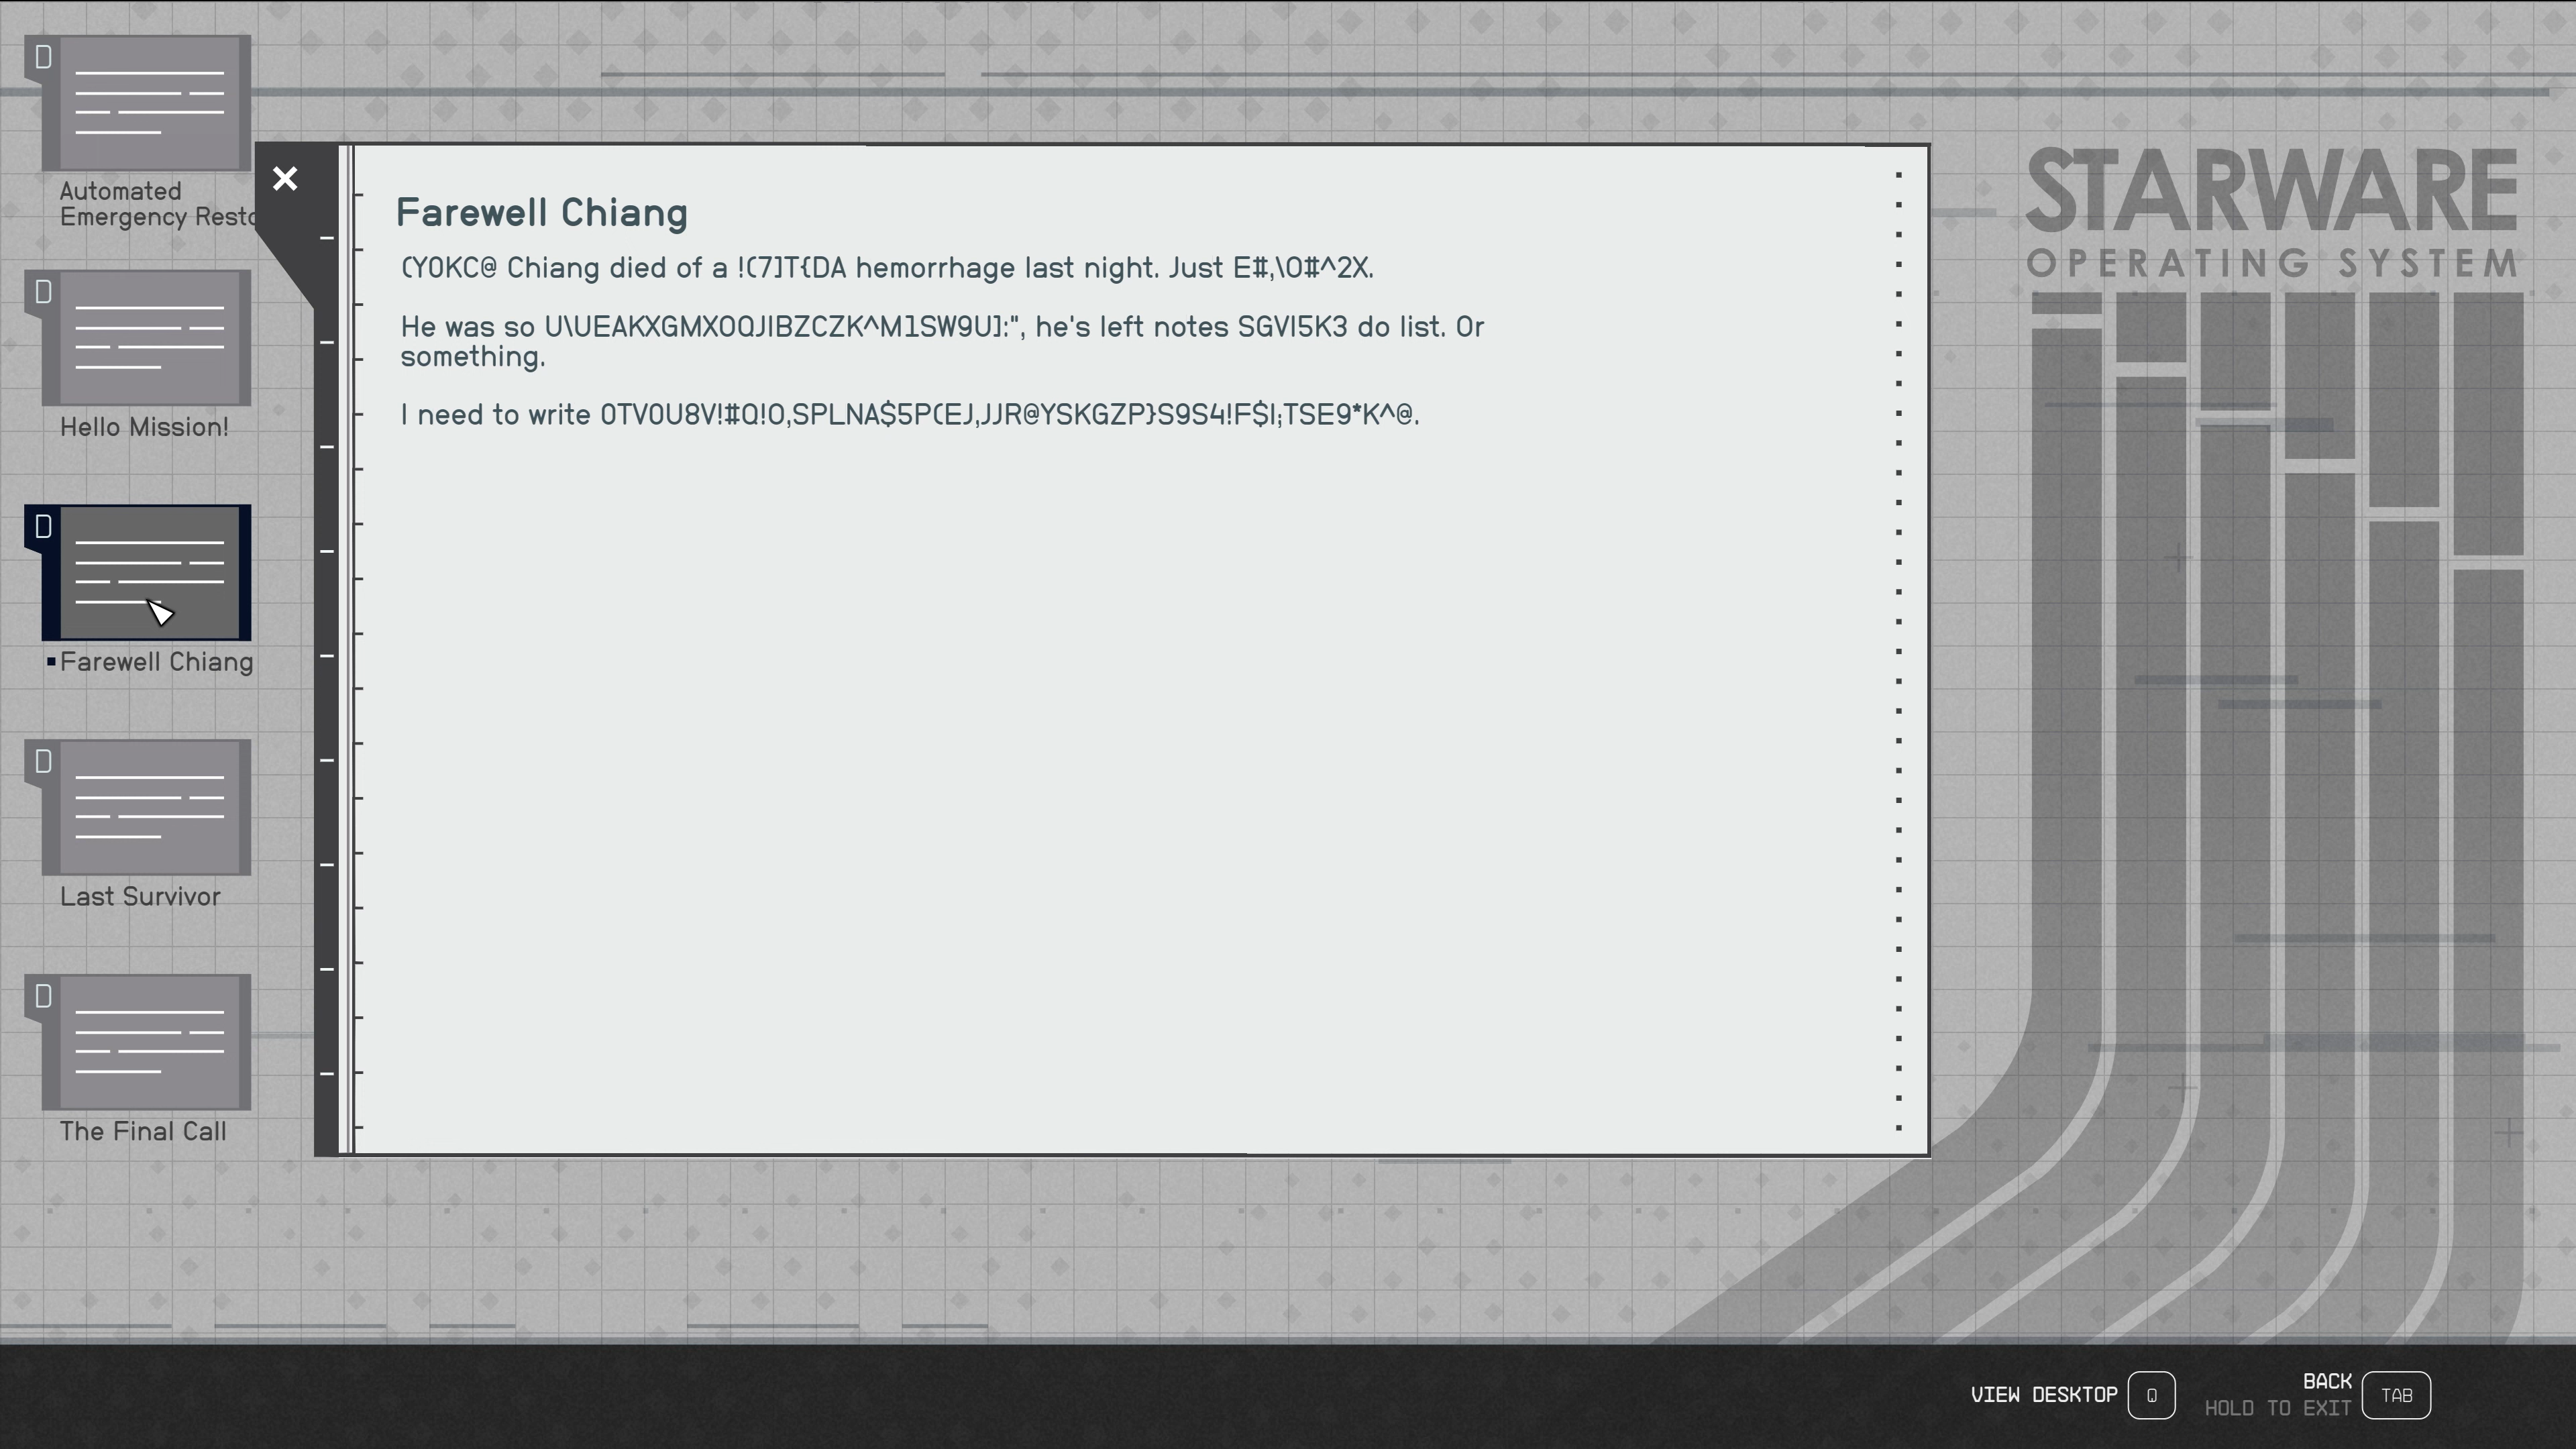 D
Automated
Emergency Resto
D
Hello Mission!
D
Farewell Chiang
D
Last Survivor
D
The Final Call
Farewell Chiang
(Y0KC@ Chiang died of a !(7]T{DA hemorrhage last night. Just E#,\O#^2X.
He was so U\UEAKXGMXOQJIBZCZK^M1SW9U]:", he's left notes SGVI5K3 do list. Or
something.
I need to write 0TV0U8V!#Q!O,SPLNA$5P(EJ,JJR@YSKGZP}S9S4!F$I;TSE9*K^@.
STARWARE
OPERATING SYSTEM
VIEW DESKTOP Q
BACK
HOLD TO EXIT TAB